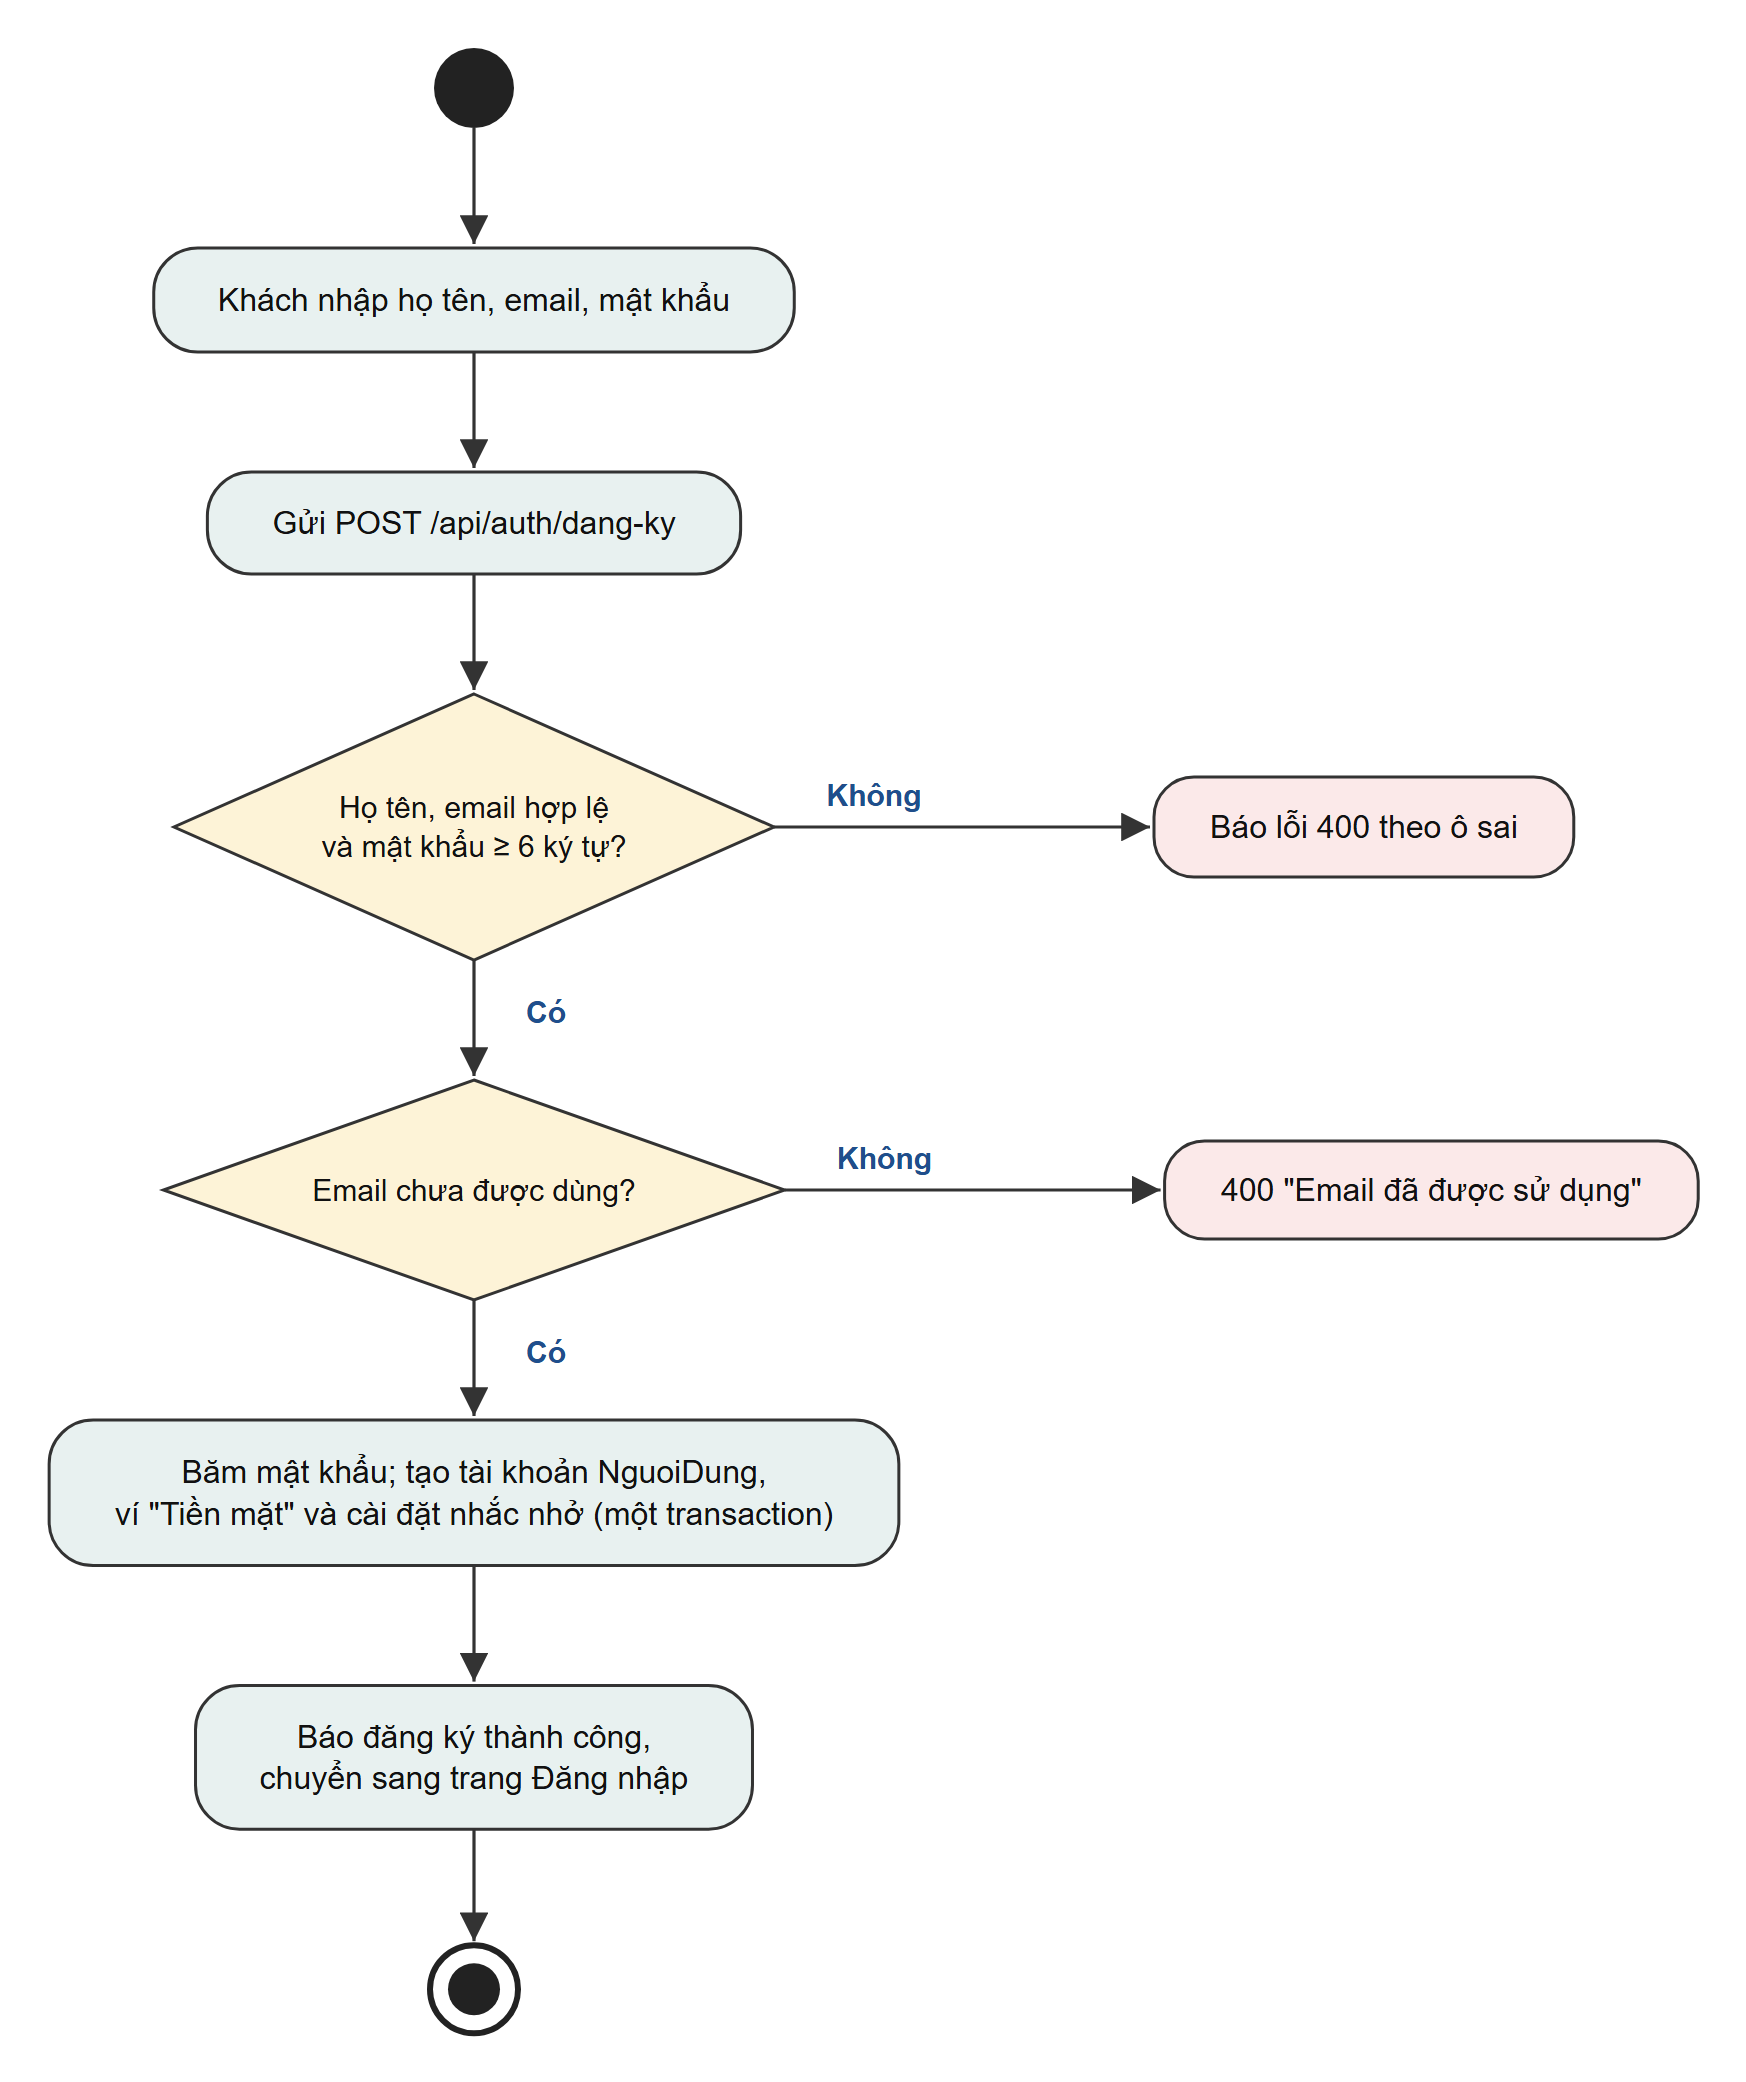 Khách nhập họ tên, email, mật khẩu
Gửi POST /api/auth/dang-ky
Họ tên, email hợp lệ
và mật khẩu ≥ 6 ký tự?
Không
Báo lỗi 400 theo ô sai
Có
Email chưa được dùng?
Không
400 "Email đã được sử dụng"
Có
Băm mật khẩu; tạo tài khoản NguoiDung,
ví "Tiền mặt" và cài đặt nhắc nhở (một transaction)
Báo đăng ký thành công,
chuyển sang trang Đăng nhập